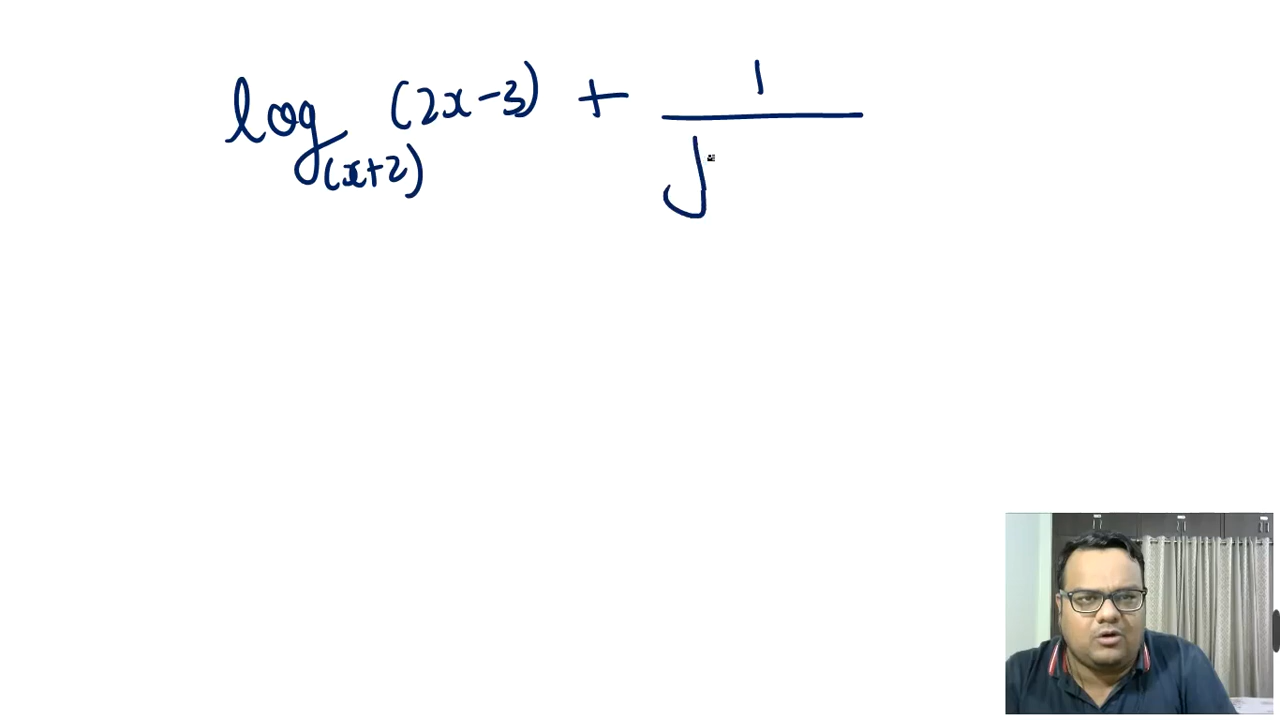 log_(x+2) (2x-3) + 1/